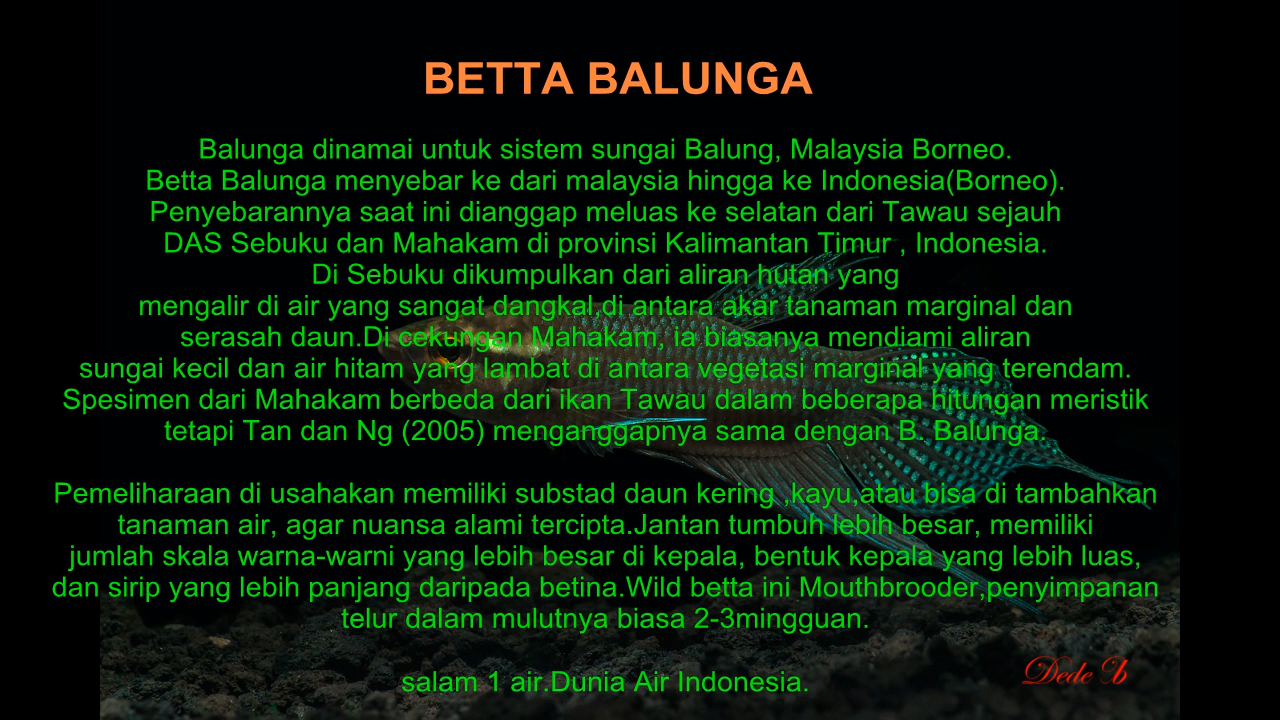 BETTA BALUNGA
Balunga dinamai untuk sistem sungai Balung, Malaysia Borneo.
Betta Balunga menyebar ke dari malaysia hingga ke Indonesia(Borneo).
Penyebarannya saat ini dianggap meluas ke selatan dari Tawau sejauh
DAS Sebuku dan Mahakam di provinsi Kalimantan Timur , Indonesia.
Di Sebuku dikumpulkan dari aliran hutan yang
mengalir di air yang sangat dangkal,di antara akar tanaman marginal dan
serasah daun.Di cekungan Mahakam, ia biasanya mendiami aliran
sungai kecil dan air hitam yang lambat di antara vegetasi marginal yang terendam.
Spesimen dari Mahakam berbeda dari ikan Tawau dalam beberapa hitungan meristik
tetapi Tan dan Ng (2005) menganggapnya sama dengan B. Balunga.
Pemeliharaan di usahakan memiliki substad daun kering ,kayu,atau bisa di tambahkan
tanaman air, agar nuansa alami tercipta.Jantan tumbuh lebih besar, memiliki
jumlah skala warna-warni yang lebih besar di kepala, bentuk kepala yang lebih luas,
dan sirip yang lebih panjang daripada betina.Wild betta ini Mouthbrooder,penyimpanan
telur dalam mulutnya biasa 2-3mingguan.
salam 1 air.Dunia Air Indonesia.
Dede b